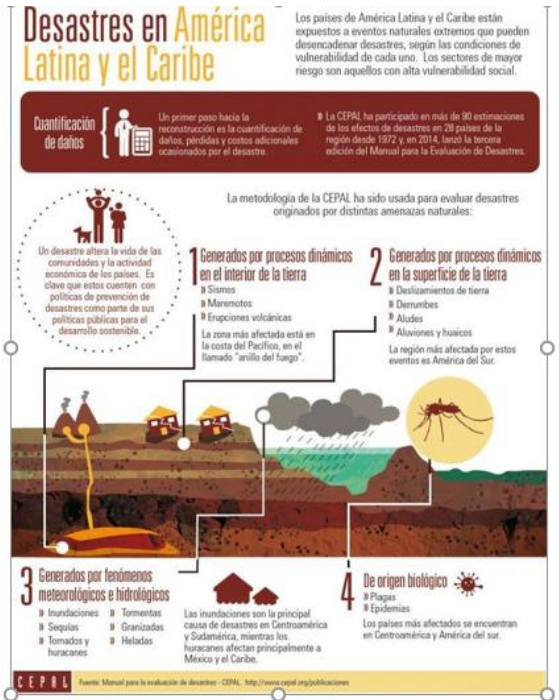 Desastres en América
Latina y el Caribe
Los países de América Latina y el Caribe están
expuestos a eventos naturales extremos que pueden
desencadenar desastres, según las condiciones de
vulnerabilidad de cada uno. Los sectores de mayor
riesgo son aquellos con alta vulnerabilidad social.
Cuantificación
de daños
Un primer paso hacia la
reconstrucción es la cuantificación de
daños, pérdidas y costos adicionales
ocasionados por el desastre.
» La CEPAL ha participado en más de 90 estimaciones
de los efectos de desastres en 28 países de la
región desde 1972 y, en 2014, lanzó la tercera
edición del Manual para la Evaluación de Desastres.
La metodología de la CEPAL ha sido usada para evaluar desastres
originados por distintas amenazas naturales:
Un desastre altera la vida de las
comunidades y la actividad
económica de los países. Es
clave que estos cuenten con
políticas de prevención de
desastres como parte de sus
políticas públicas para el
desarrollo sostenible.
1 Generados por procesos dinámicos
en el interior de la tierra
» Sismos
» Maremotos
» Erupciones volcánicas
La zona más afectada está en
la costa del Pacífico, en el
llamado "anillo del fuego".
2 Generados por procesos dinámicos
en la superficie de la tierra
» Deslizamientos de tierra
» Derrumbes
» Aludes
» Aluviones y huaicos
La región más afectada por estos
eventos es América del Sur.
3 Generados por fenómenos
meteorológicos e hidrológicos
» Inundaciones
» Sequías
» Tornados y
huracanes
» Tormentas
» Granizadas
» Heladas
Las inundaciones son la principal
causa de desastres en Centroamérica
y Sudamérica, mientras los
huracanes afectan principalmente a
México y el Caribe.
4 De origen biológico
» Plagas
» Epidemias
Los países más afectados se encuentran
en Centroamérica y América del sur.
CEPAL
Fuente: Manual para la evaluación de desastres - CEPAL. http://www.cepal.org/publicaciones